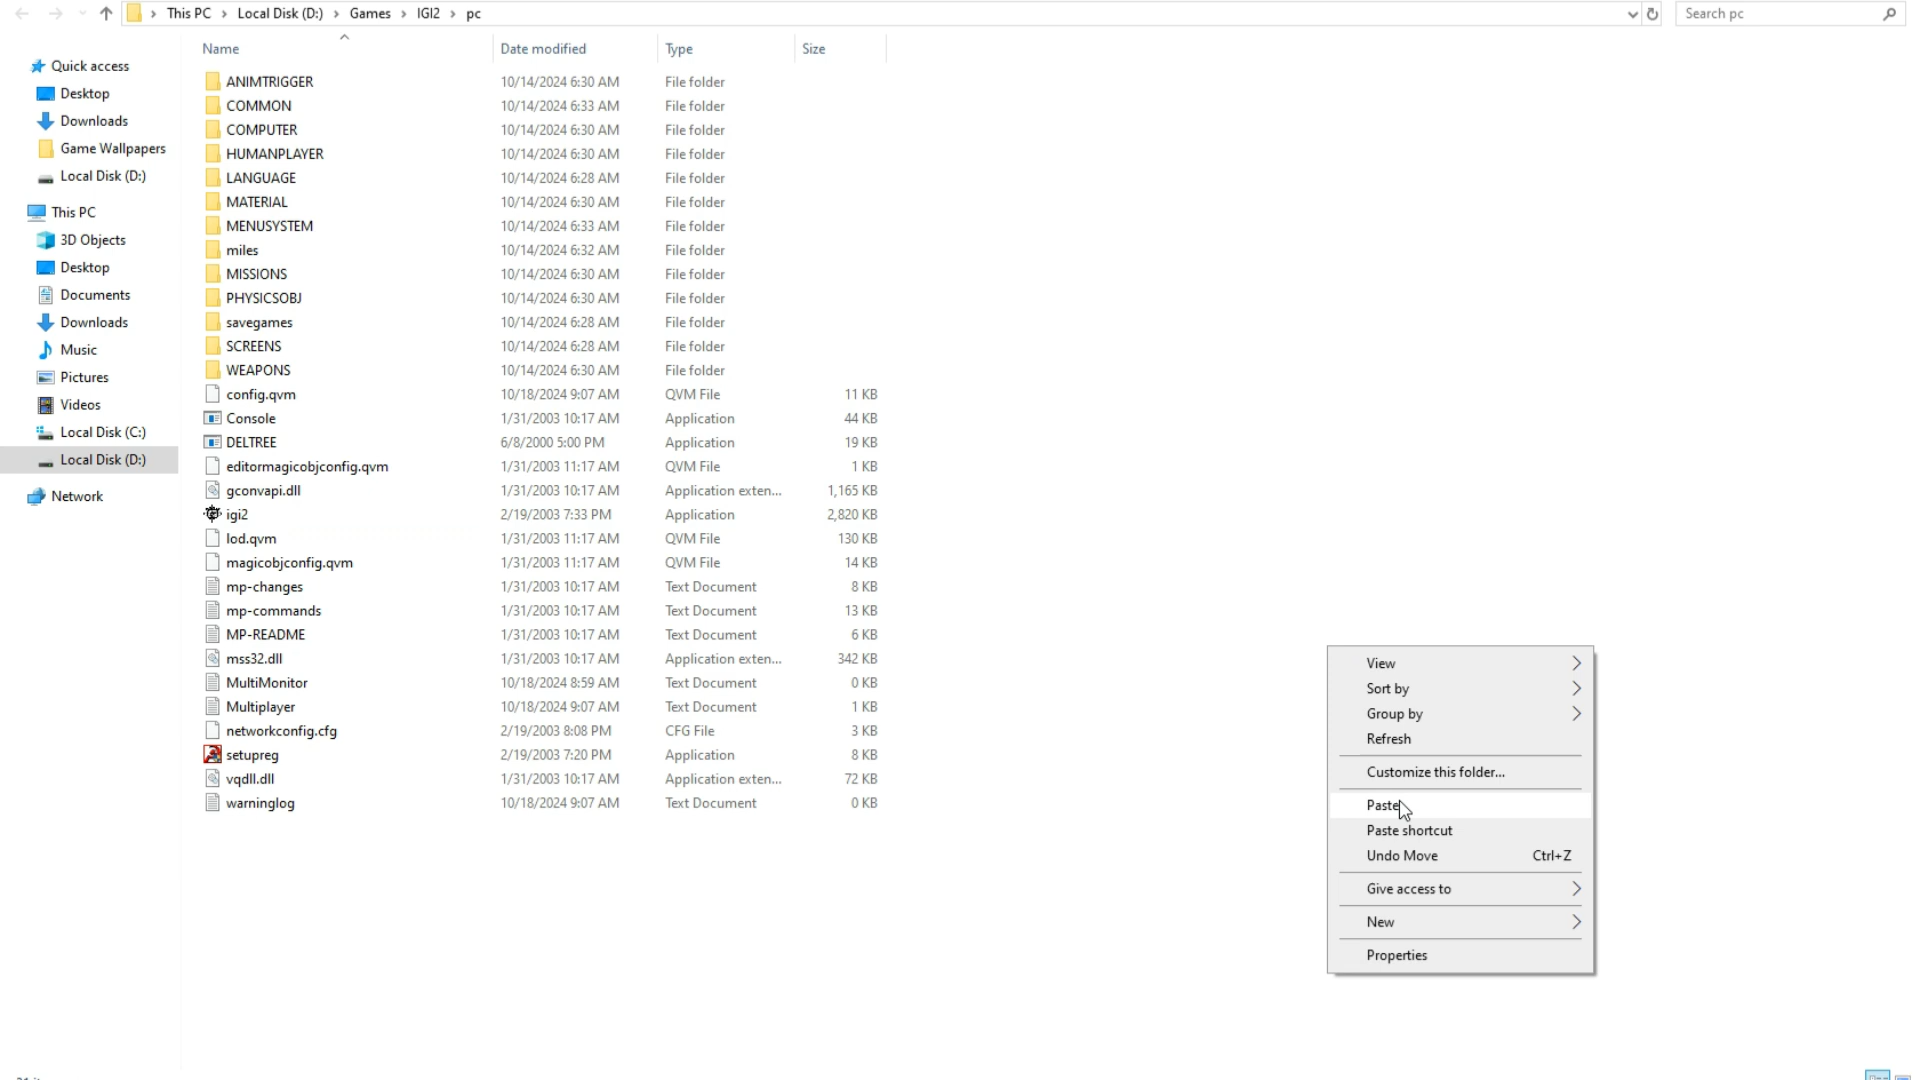 This PC > Local Disk (D:) > Games > IGI2 > pc
Search pc
Name Date modified Type Size
Quick access
Desktop
Downloads
Game Wallpapers
Local Disk (D:)
This PC
3D Objects
Desktop
Documents
Downloads
Music
Pictures
Videos
Local Disk (C:)
Local Disk (D:)
Network
ANIMTRIGGER 10/14/2024 6:30 AM File folder
COMMON 10/14/2024 6:33 AM File folder
COMPUTER 10/14/2024 6:30 AM File folder
HUMANPLAYER 10/14/2024 6:30 AM File folder
LANGUAGE 10/14/2024 6:28 AM File folder
MATERIAL 10/14/2024 6:30 AM File folder
MENUSYSTEM 10/14/2024 6:33 AM File folder
miles 10/14/2024 6:32 AM File folder
MISSIONS 10/14/2024 6:30 AM File folder
PHYSICSOBJ 10/14/2024 6:30 AM File folder
savegames 10/14/2024 6:28 AM File folder
SCREENS 10/14/2024 6:28 AM File folder
WEAPONS 10/14/2024 6:30 AM File folder
config.qvm 10/18/2024 9:07 AM QVM File 11 KB
Console 1/31/2003 10:17 AM Application 44 KB
DELTREE 6/8/2000 5:00 PM Application 19 KB
editormagicobjconfig.qvm 1/31/2003 11:17 AM QVM File 1 KB
gconvapi.dll 1/31/2003 10:17 AM Application exten... 1,165 KB
igi2 2/19/2003 7:33 PM Application 2,820 KB
lod.qvm 1/31/2003 11:17 AM QVM File 130 KB
magicobjconfig.qvm 1/31/2003 11:17 AM QVM File 14 KB
mp-changes 1/31/2003 10:17 AM Text Document 8 KB
mp-commands 1/31/2003 10:17 AM Text Document 13 KB
MP-README 1/31/2003 10:17 AM Text Document 6 KB
mss32.dll 1/31/2003 10:17 AM Application exten... 342 KB
MultiMonitor 10/18/2024 8:59 AM Text Document 0 KB
Multiplayer 10/18/2024 9:07 AM Text Document 1 KB
networkconfig.cfg 2/19/2003 8:08 PM CFG File 3 KB
setupreg 2/19/2003 7:20 PM Application 8 KB
vqdll.dll 1/31/2003 10:17 AM Application exten... 72 KB
warninglog 10/18/2024 9:07 AM Text Document 0 KB
View
Sort by
Group by
Refresh
Customize this folder...
Paste
Paste shortcut
Undo Move Ctrl+Z
Give access to
New
Properties